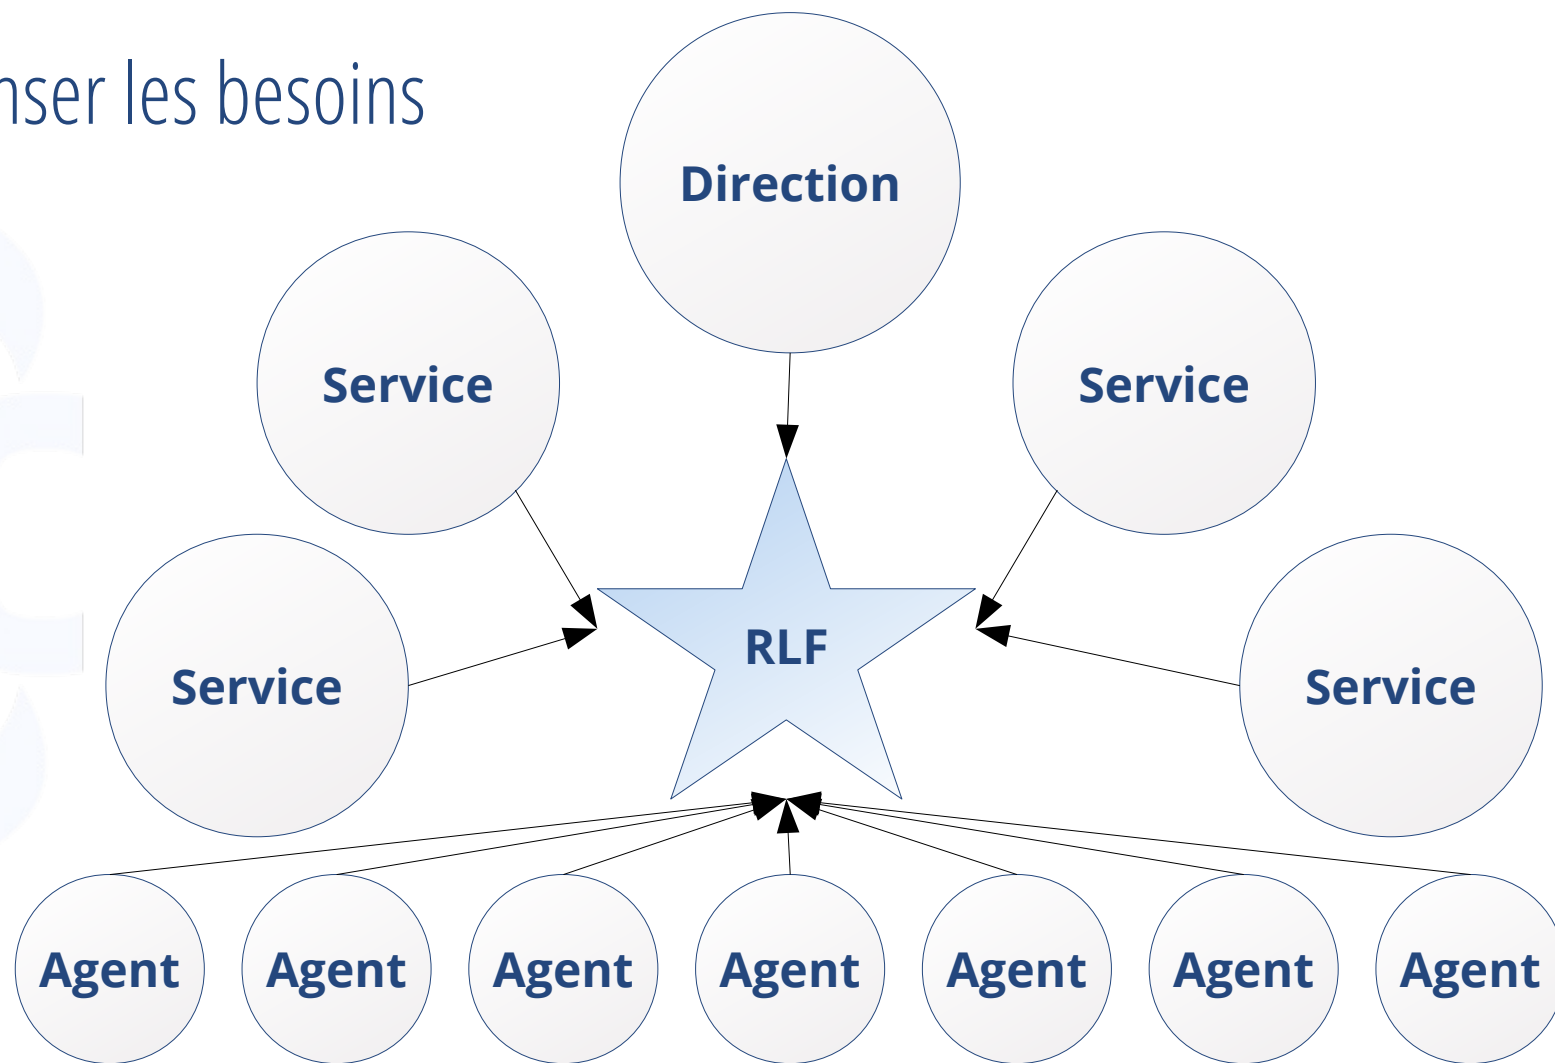 nser les besoins
Direction
Service
Service
RLF
Service
Service
Agent
Agent
Agent
Agent
Agent
Agent
Agent